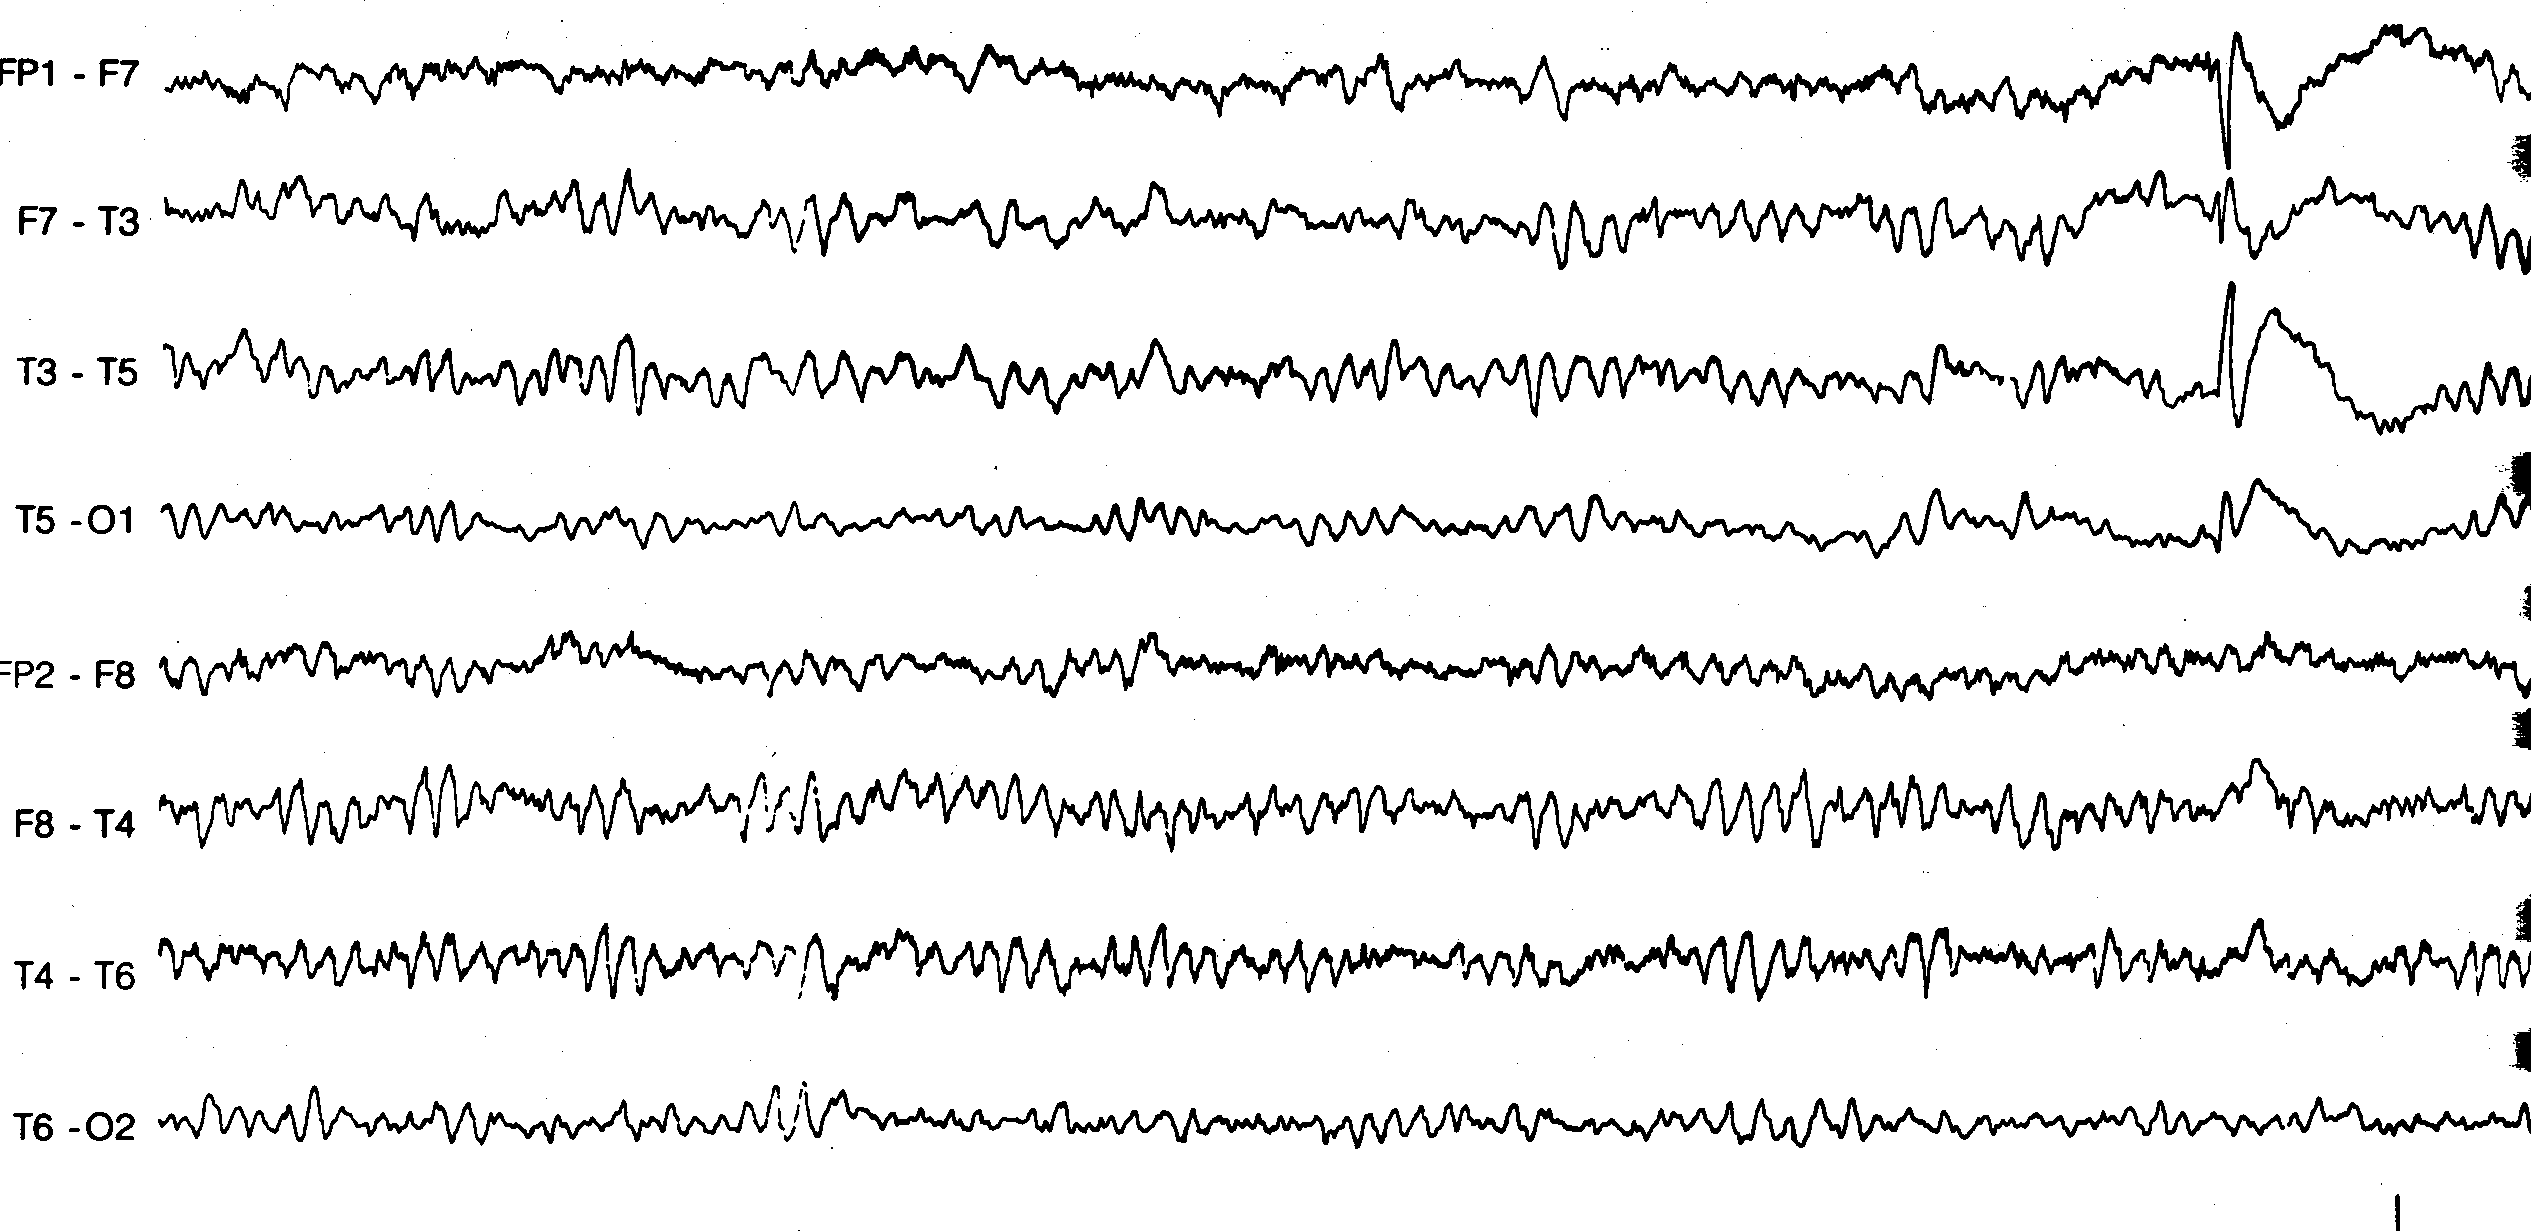 FP1 - F7
F7 - T3
T3 - T5
T5 - O1
FP2 - F8
F8 - T4
T4 - T6
T6 - O2